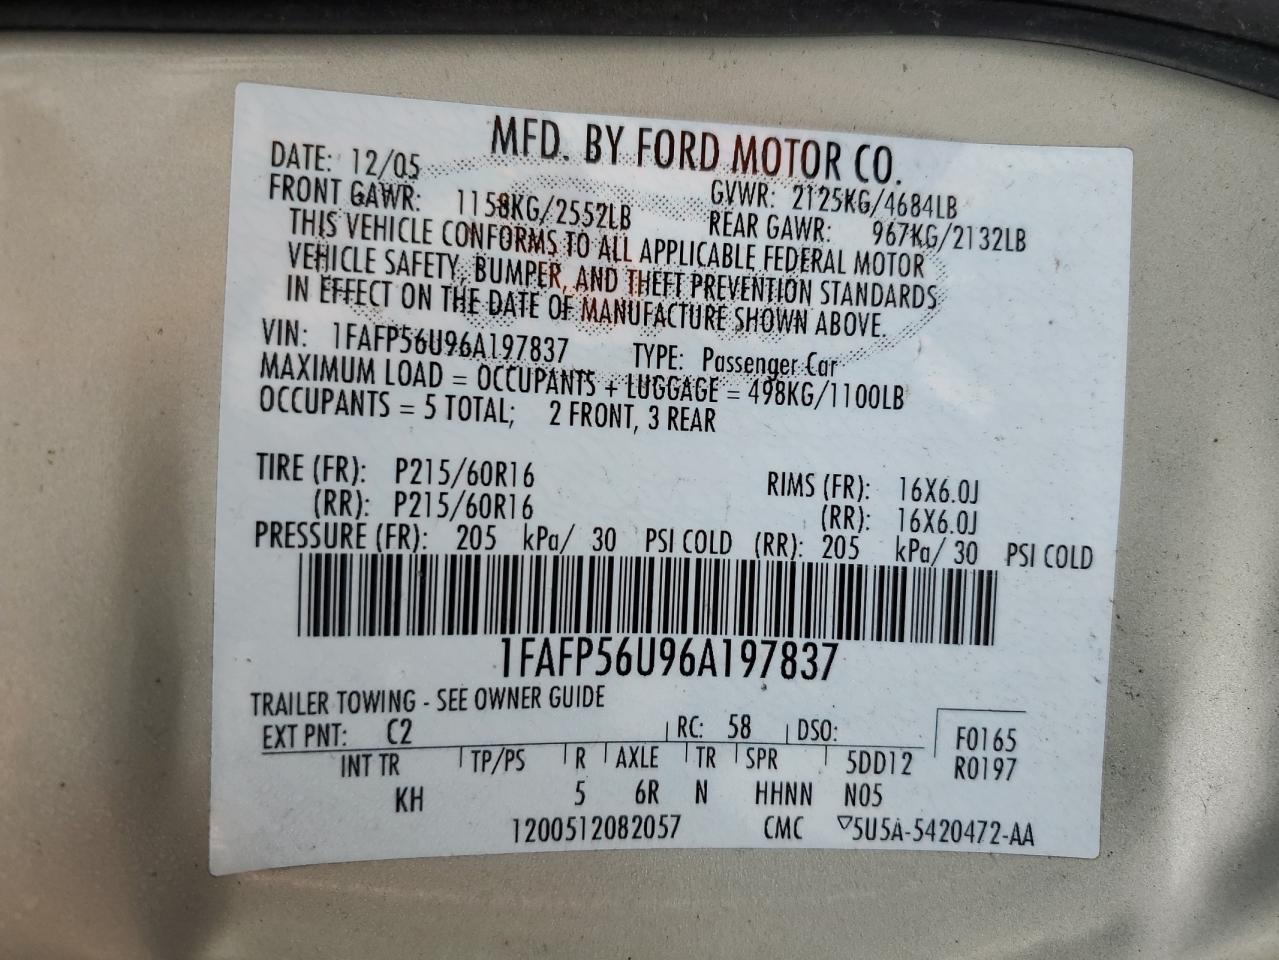 MFD. BY FORD MOTOR CO.
DATE: 12/05 GVWR: 2125KG/4684LB
FRONT GAWR: 1158KG/2552LB REAR GAWR: 967KG/2132LB
THIS VEHICLE CONFORMS TO ALL APPLICABLE FEDERAL MOTOR
VEHICLE SAFETY, BUMPER, AND THEFT PREVENTION STANDARDS
IN EFFECT ON THE DATE OF MANUFACTURE SHOWN ABOVE.
VIN: 1FAFP56U96A197837 TYPE: Passenger Car
MAXIMUM LOAD = OCCUPANTS + LUGGAGE = 498KG/1100LB
OCCUPANTS = 5 TOTAL; 2 FRONT, 3 REAR
TIRE (FR): P215/60R16 RIMS (FR): 16X6.0J
(RR): P215/60R16 (RR): 16X6.0J
PRESSURE (FR): 205 kPa/ 30 PSI COLD (RR): 205 kPa/ 30 PSI COLD
1FAFP56U96A197837
TRAILER TOWING - SEE OWNER GUIDE
EXT PNT: C2 RC: 58 DSO: F0165
INT TR TP/PS R AXLE TR SPR 5DD12 R0197
KH 5 6R N HHNN N05
1200512082057 CMC ▽5U5A-5420472-AA